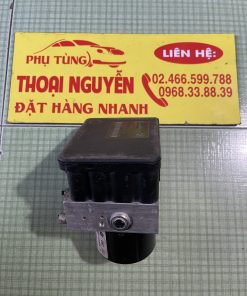 PHỤ TÙNG
THOẠI NGUYỄN
ĐẶT HÀNG NHANH
LIÊN HỆ:
02.466.599.788
0968.33.88.39